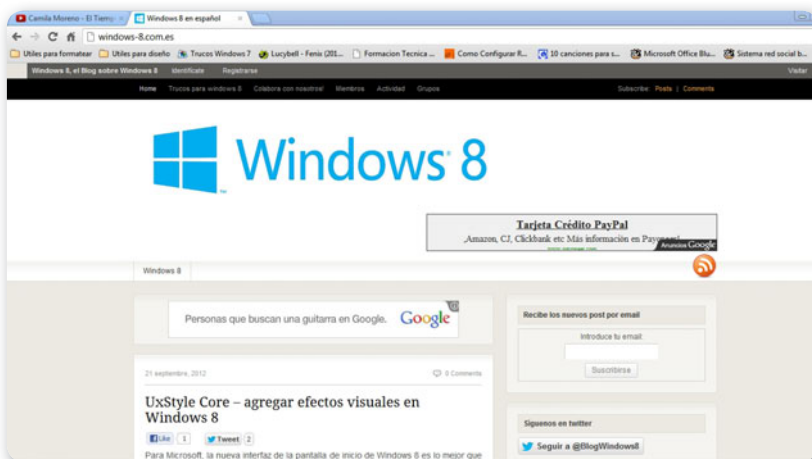 Camila Moreno - El Tiemp
Windows 8 en español
windows-8.com.es
Utiles para formatear
Utiles para diseño
Trucos Windows 7
Lucybell - Fenix (201...
Formacion Tecnica ...
Como Configurar R...
10 canciones para s...
Microsoft Office Blu...
Sistema red social b...
Windows 8, el Blog sobre Windows 8
Identificate
Registrarse
Visitar
Home
Trucos para windows 8
Colabora con nosotros!
Miembros
Actividad
Grupos
Subscribe: Posts | Comments
Windows 8
Tarjeta Crédito PayPal
,Amazon, CJ, Clickbank etc Más información en
Anuncios Google
Windows 8
Personas que buscan una guitarra en Google. Google
Recibe los nuevos post por email
Introduce tu email:
Suscribirse
21 septiembre, 2012
0 Comments
UxStyle Core – agregar efectos visuales en
Windows 8
Like 1
Tweet 2
Siguenos en twitter
Seguir a @BlogWindows8
Para Microsoft, la nueva interfaz de la pantalla de inicio de Windows 8 es lo mejor que